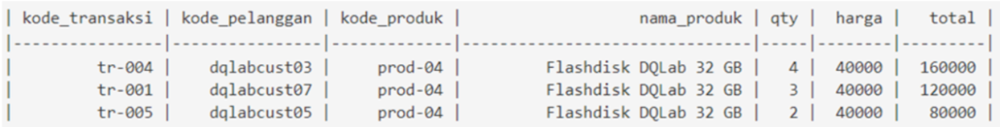 | kode_transaksi | kode_pelanggan | kode_produk | nama_produk | qty | harga | total |
|----------------|----------------|-------------|-------------------------------|-----|--------|---------|
| tr-004 | dqlabcust03 | prod-04 | Flashdisk DQLab 32 GB | 4 | 40000 | 160000 |
| tr-001 | dqlabcust07 | prod-04 | Flashdisk DQLab 32 GB | 3 | 40000 | 120000 |
| tr-005 | dqlabcust05 | prod-04 | Flashdisk DQLab 32 GB | 2 | 40000 | 80000 |